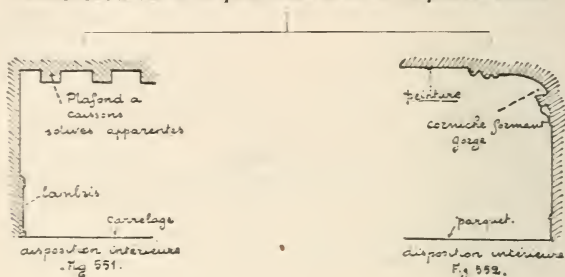 Plafond a
caissons
solives apparentes
lambris
carrelage
disposition intérieure
Fig 551.
peinture
corniche formant
gorge
parquet.
disposition intérieure
Fig 552.